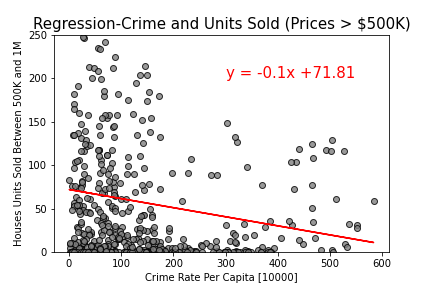 Regression-Crime and Units Sold (Prices > $500K)
y = -0.1x +71.81
Houses Units Sold Between 500K and 1M
250
200
150
100
50
0
0 100 200 300 400 500 600
Crime Rate Per Capita [10000]